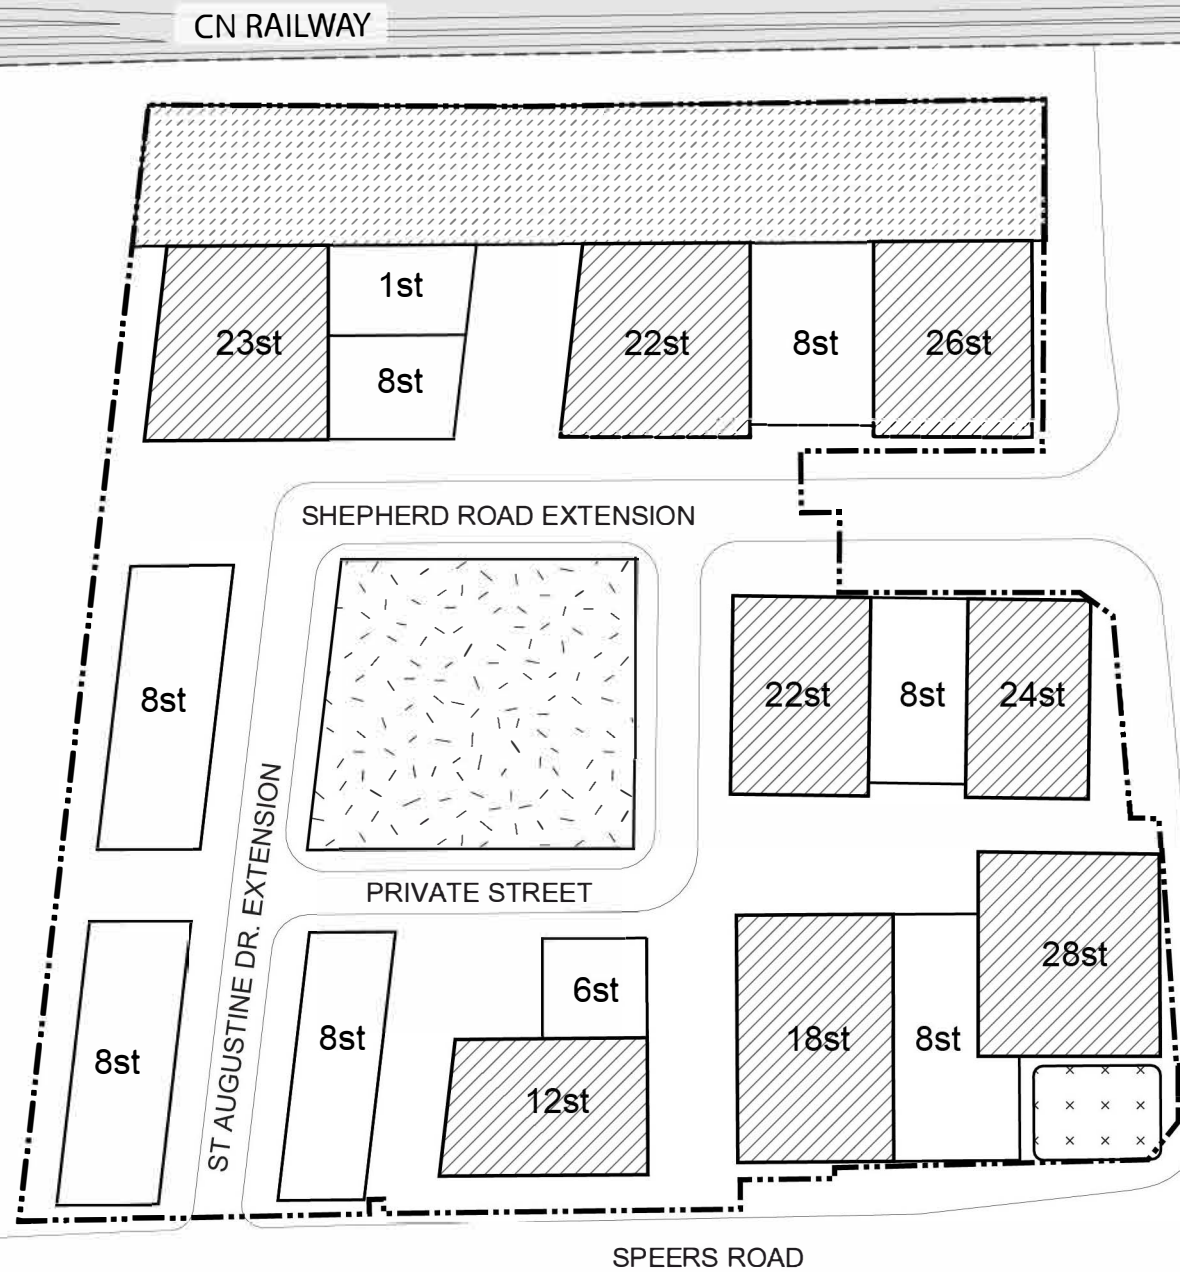 CN RAILWAY
1st
23st
22st
8st
26st
8st
SHEPHERD ROAD EXTENSION
8st
22st
8st
24st
ST AUGUSTINE DR. EXTENSION
PRIVATE STREET
28st
6st
8st
18st
8st
8st
12st
SPEERS ROAD